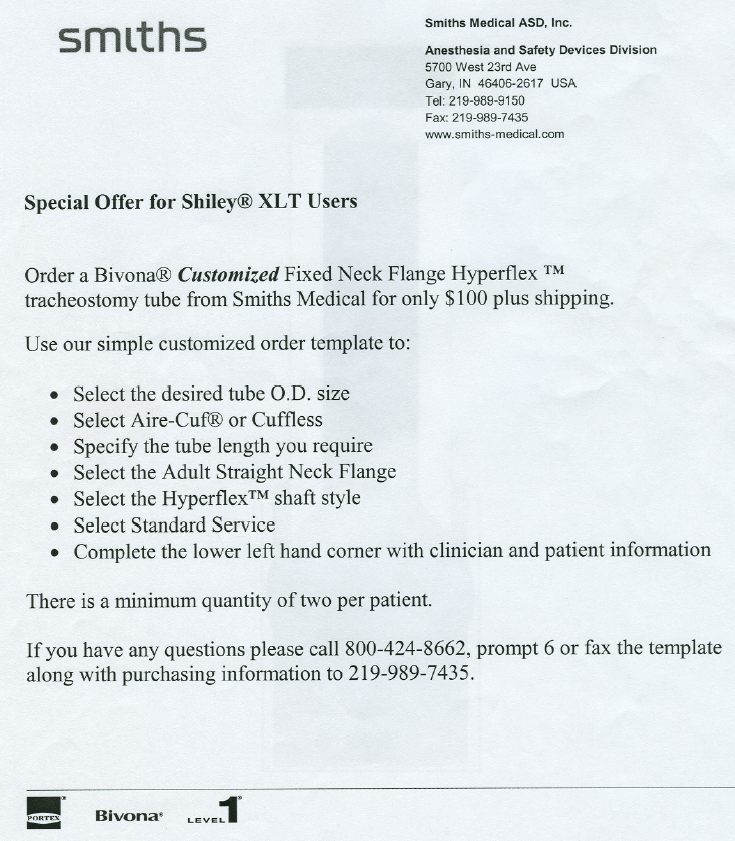 smiths
Smiths Medical ASD, Inc.
Anesthesia and Safety Devices Division
5700 West 23rd Ave
Gary, IN 46406-2617 USA
Tel: 219-989-9150
Fax: 219-989-7435
www.smiths-medical.com
Special Offer for Shiley® XLT Users
Order a Bivona® Customized Fixed Neck Flange Hyperflex ™
tracheostomy tube from Smiths Medical for only $100 plus shipping.
Use our simple customized order template to:
• Select the desired tube O.D. size
• Select Aire-Cuf® or Cuffless
• Specify the tube length you require
• Select the Adult Straight Neck Flange
• Select the Hyperflex™ shaft style
• Select Standard Service
• Complete the lower left hand corner with clinician and patient information
There is a minimum quantity of two per patient.
If you have any questions please call 800-424-8662, prompt 6 or fax the template
along with purchasing information to 219-989-7435.
PORTEX® Bivona® LEVEL 1®